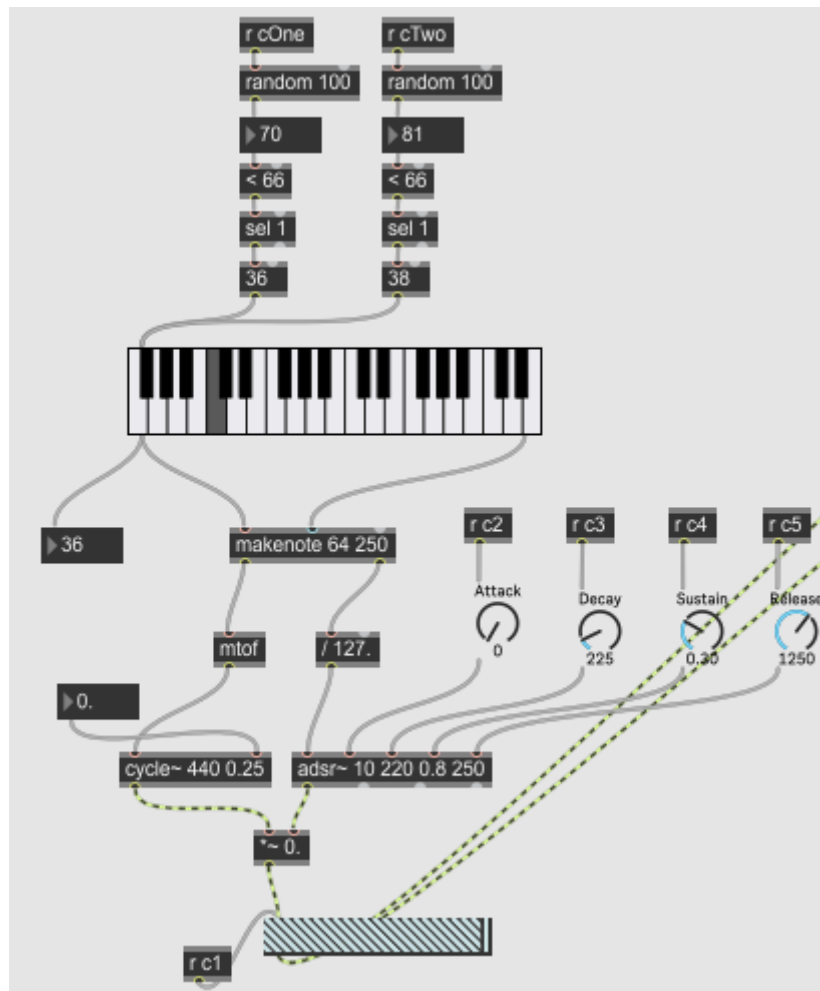 r cOne
r cTwo
random 100
random 100
70
81
< 66
< 66
sel 1
sel 1
36
38
36
makenote 64 250
r c2
r c3
r c4
r c5
Attack
0
Decay
225
Sustain
0.30
Release
1250
mtof
/ 127.
0.
cycle~ 440 0.25
adsr~ 10 220 0.8 250
*~ 0.
r c1